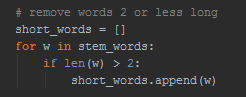 # remove words 2 or less long
short_words = []
for w in stem_words:
    if len(w) > 2:
        short_words.append(w)